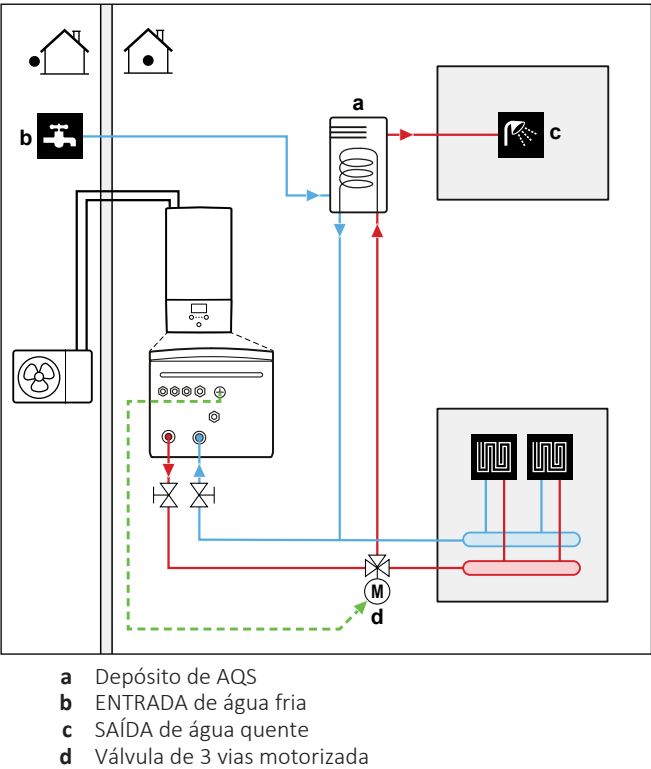 a
b
c
M
d
a Depósito de AQS
b ENTRADA de água fria
c SAÍDA de água quente
d Válvula de 3 vias motorizada